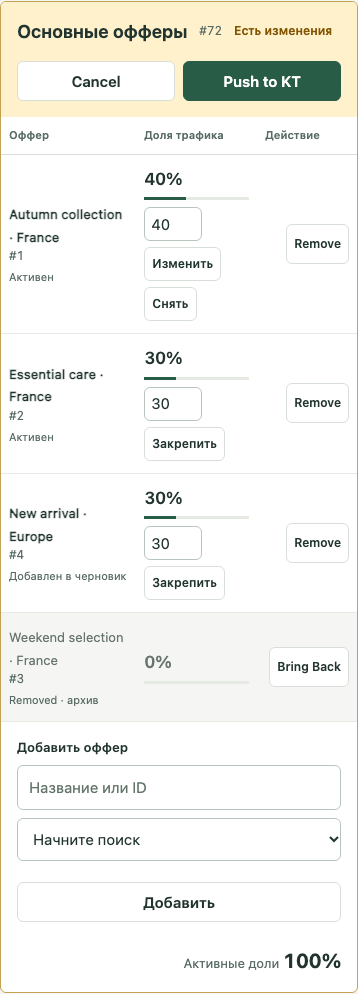 Основные офферы #72 Есть изменения
Cancel Push to KT
Оффер Доля трафика Действие
40%
Autumn collection
· France
#1
Активен
40
Изменить
Снять
Remove
30%
Essential care ·
France
#2
Активен
30
Закрепить
Remove
30%
New arrival ·
Europe
#4
Добавлен в черновик
30
Закрепить
Remove
Weekend selection
· France
#3
Removed · архив
0%
Bring Back
Добавить оффер
Название или ID
Начните поиск
Добавить
Активные доли 100%